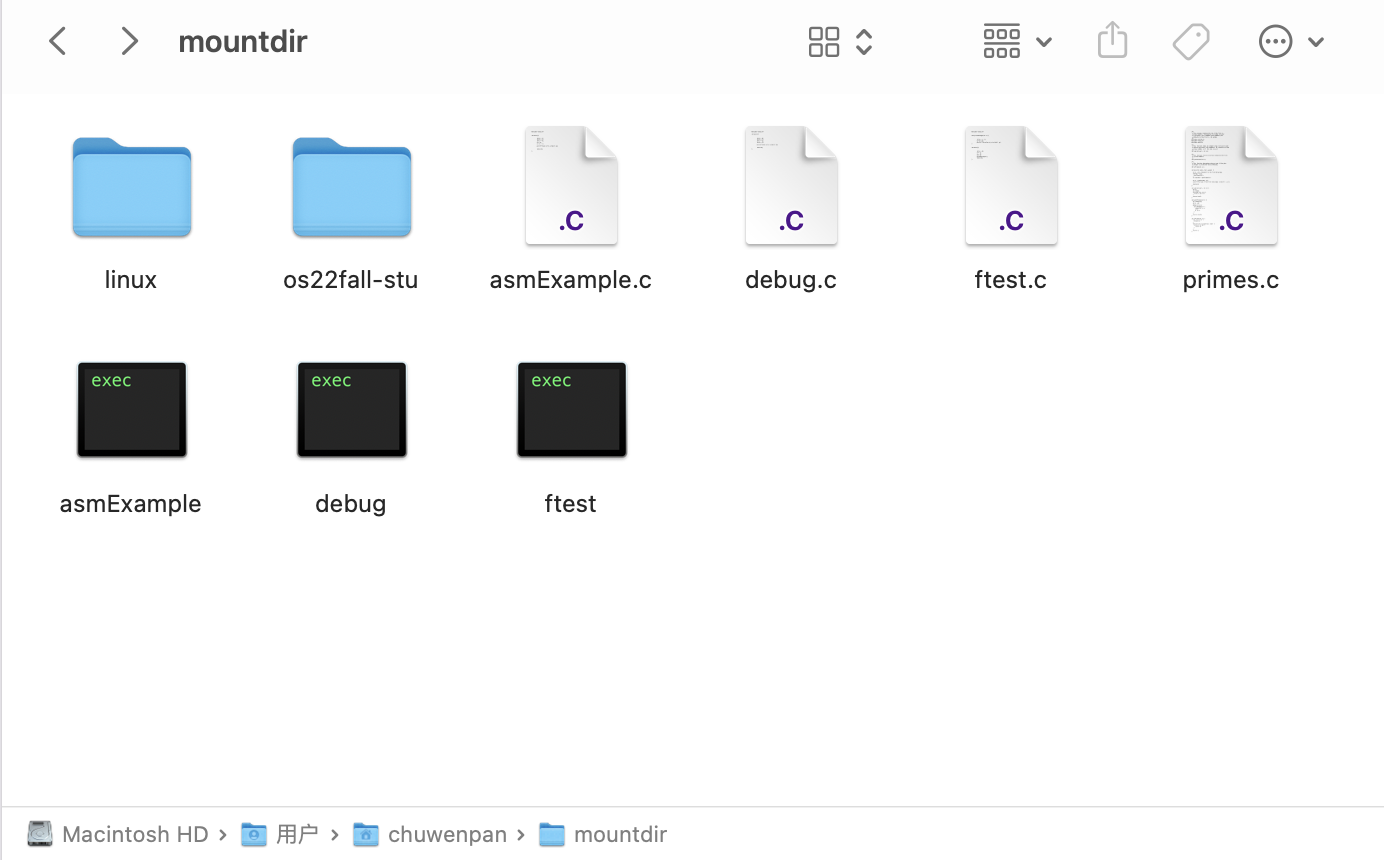 mountdir
.C .C .C .C
linux os22fall-stu asmExample.c debug.c ftest.c primes.c
exec exec exec
asmExample debug ftest
Macintosh HD 用户 chuwenpan mountdir